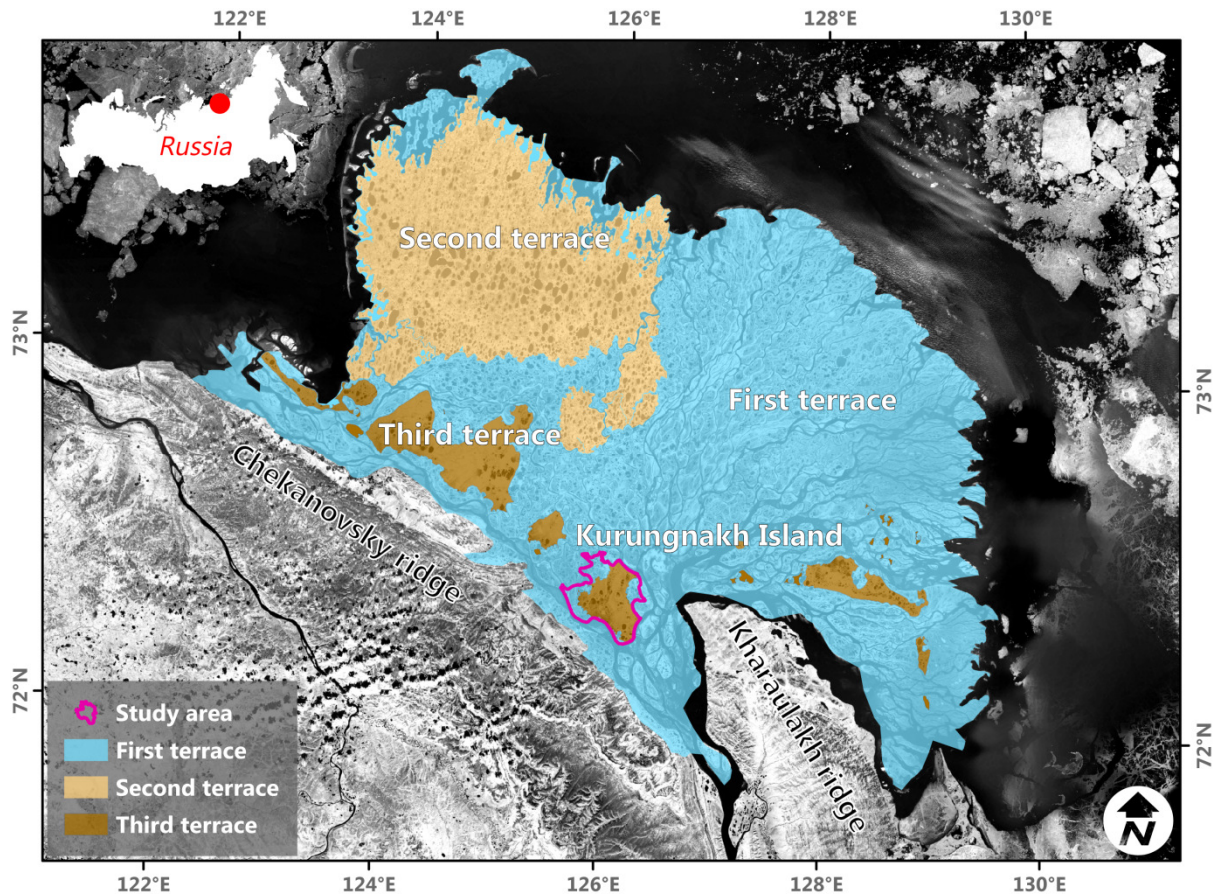 122°E 124°E 126°E 128°E 130°E
Russia
Second terrace
73°N
73°N
First terrace
Third terrace
Chekanovsky ridge
Kurungnakh Island
Kharaulakh ridge
72°N
72°N
Study area
First terrace
Second terrace
Third terrace
N
122°E 124°E 126°E 128°E 130°E